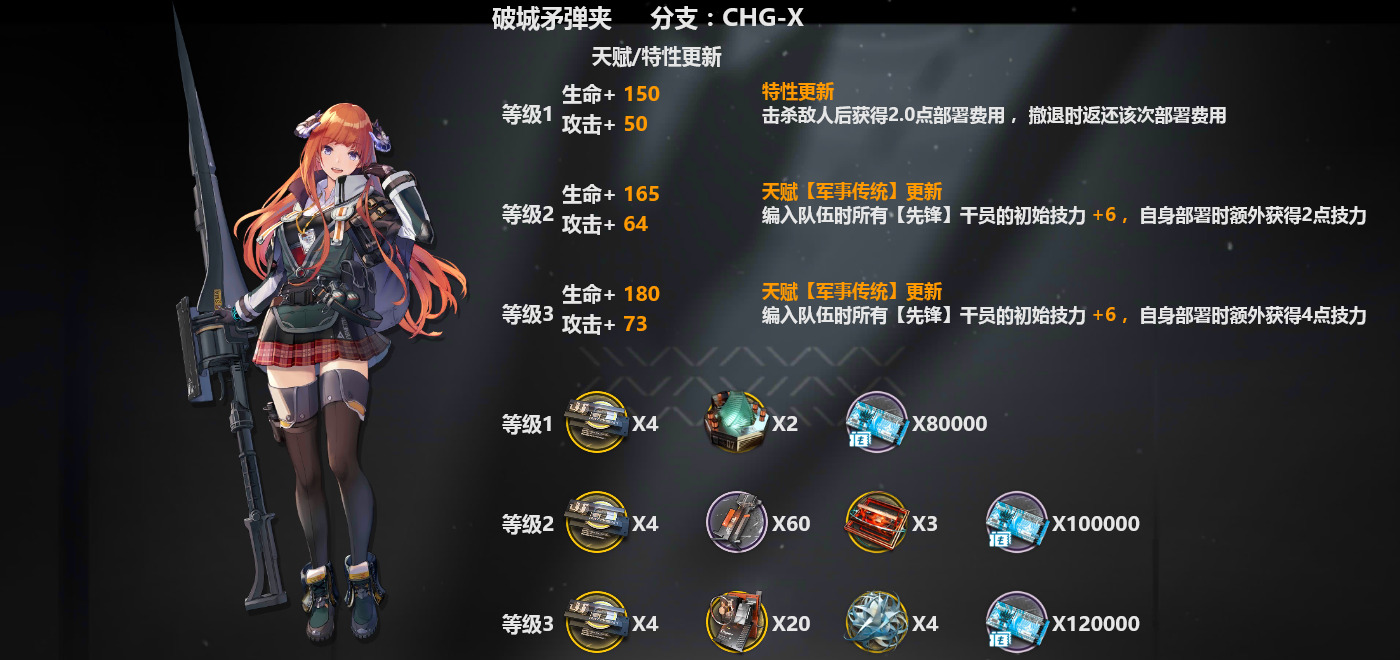 破城矛弹夹 分支：CHG-X
天赋/特性更新
等级1
生命+ 150
攻击+ 50
特性更新
击杀敌人后获得2.0点部署费用，撤退时返还该次部署费用
等级2
生命+ 165
攻击+ 64
天赋【军事传统】更新
编入队伍时所有【先锋】干员的初始技力 +6 ，自身部署时额外获得2点技力
等级3
生命+ 180
攻击+ 73
天赋【军事传统】更新
编入队伍时所有【先锋】干员的初始技力 +6 ，自身部署时额外获得4点技力
等级1 X4 X2 X80000
等级2 X4 X60 X3 X100000
等级3 X4 X20 X4 X120000